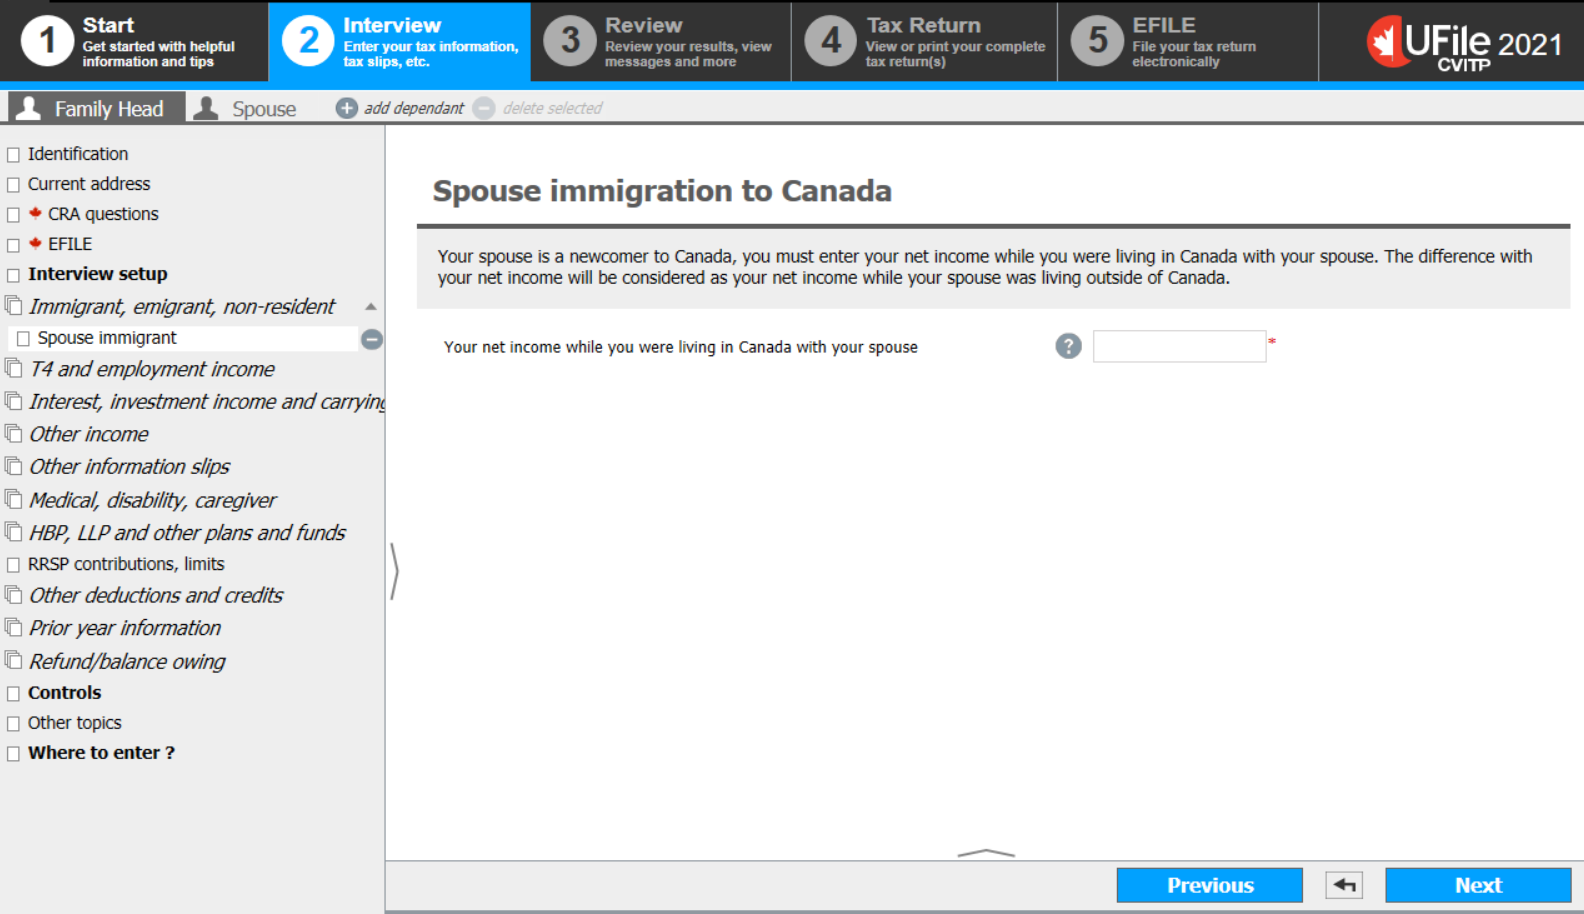 1
Start
Get started with helpful
information and tips
2
Interview
Enter your tax information,
tax slips, etc.
3
Review
Review your results, view
messages and more
4
Tax Return
View or print your complete
tax return(s)
5
EFILE
File your tax return
electronically
UFile 2021
CVITP
Family Head
Spouse
add dependant
delete selected
Identification
Current address
CRA questions
EFILE
Interview setup
Immigrant, emigrant, non-resident
Spouse immigrant
T4 and employment income
Interest, investment income and carrying
Other income
Other information slips
Medical, disability, caregiver
HBP, LLP and other plans and funds
RRSP contributions, limits
Other deductions and credits
Prior year information
Refund/balance owing
Controls
Other topics
Where to enter ?
Spouse immigration to Canada
Your spouse is a newcomer to Canada, you must enter your net income while you were living in Canada with your spouse. The difference with
your net income will be considered as your net income while your spouse was living outside of Canada.
Your net income while you were living in Canada with your spouse ? *
Previous
Next